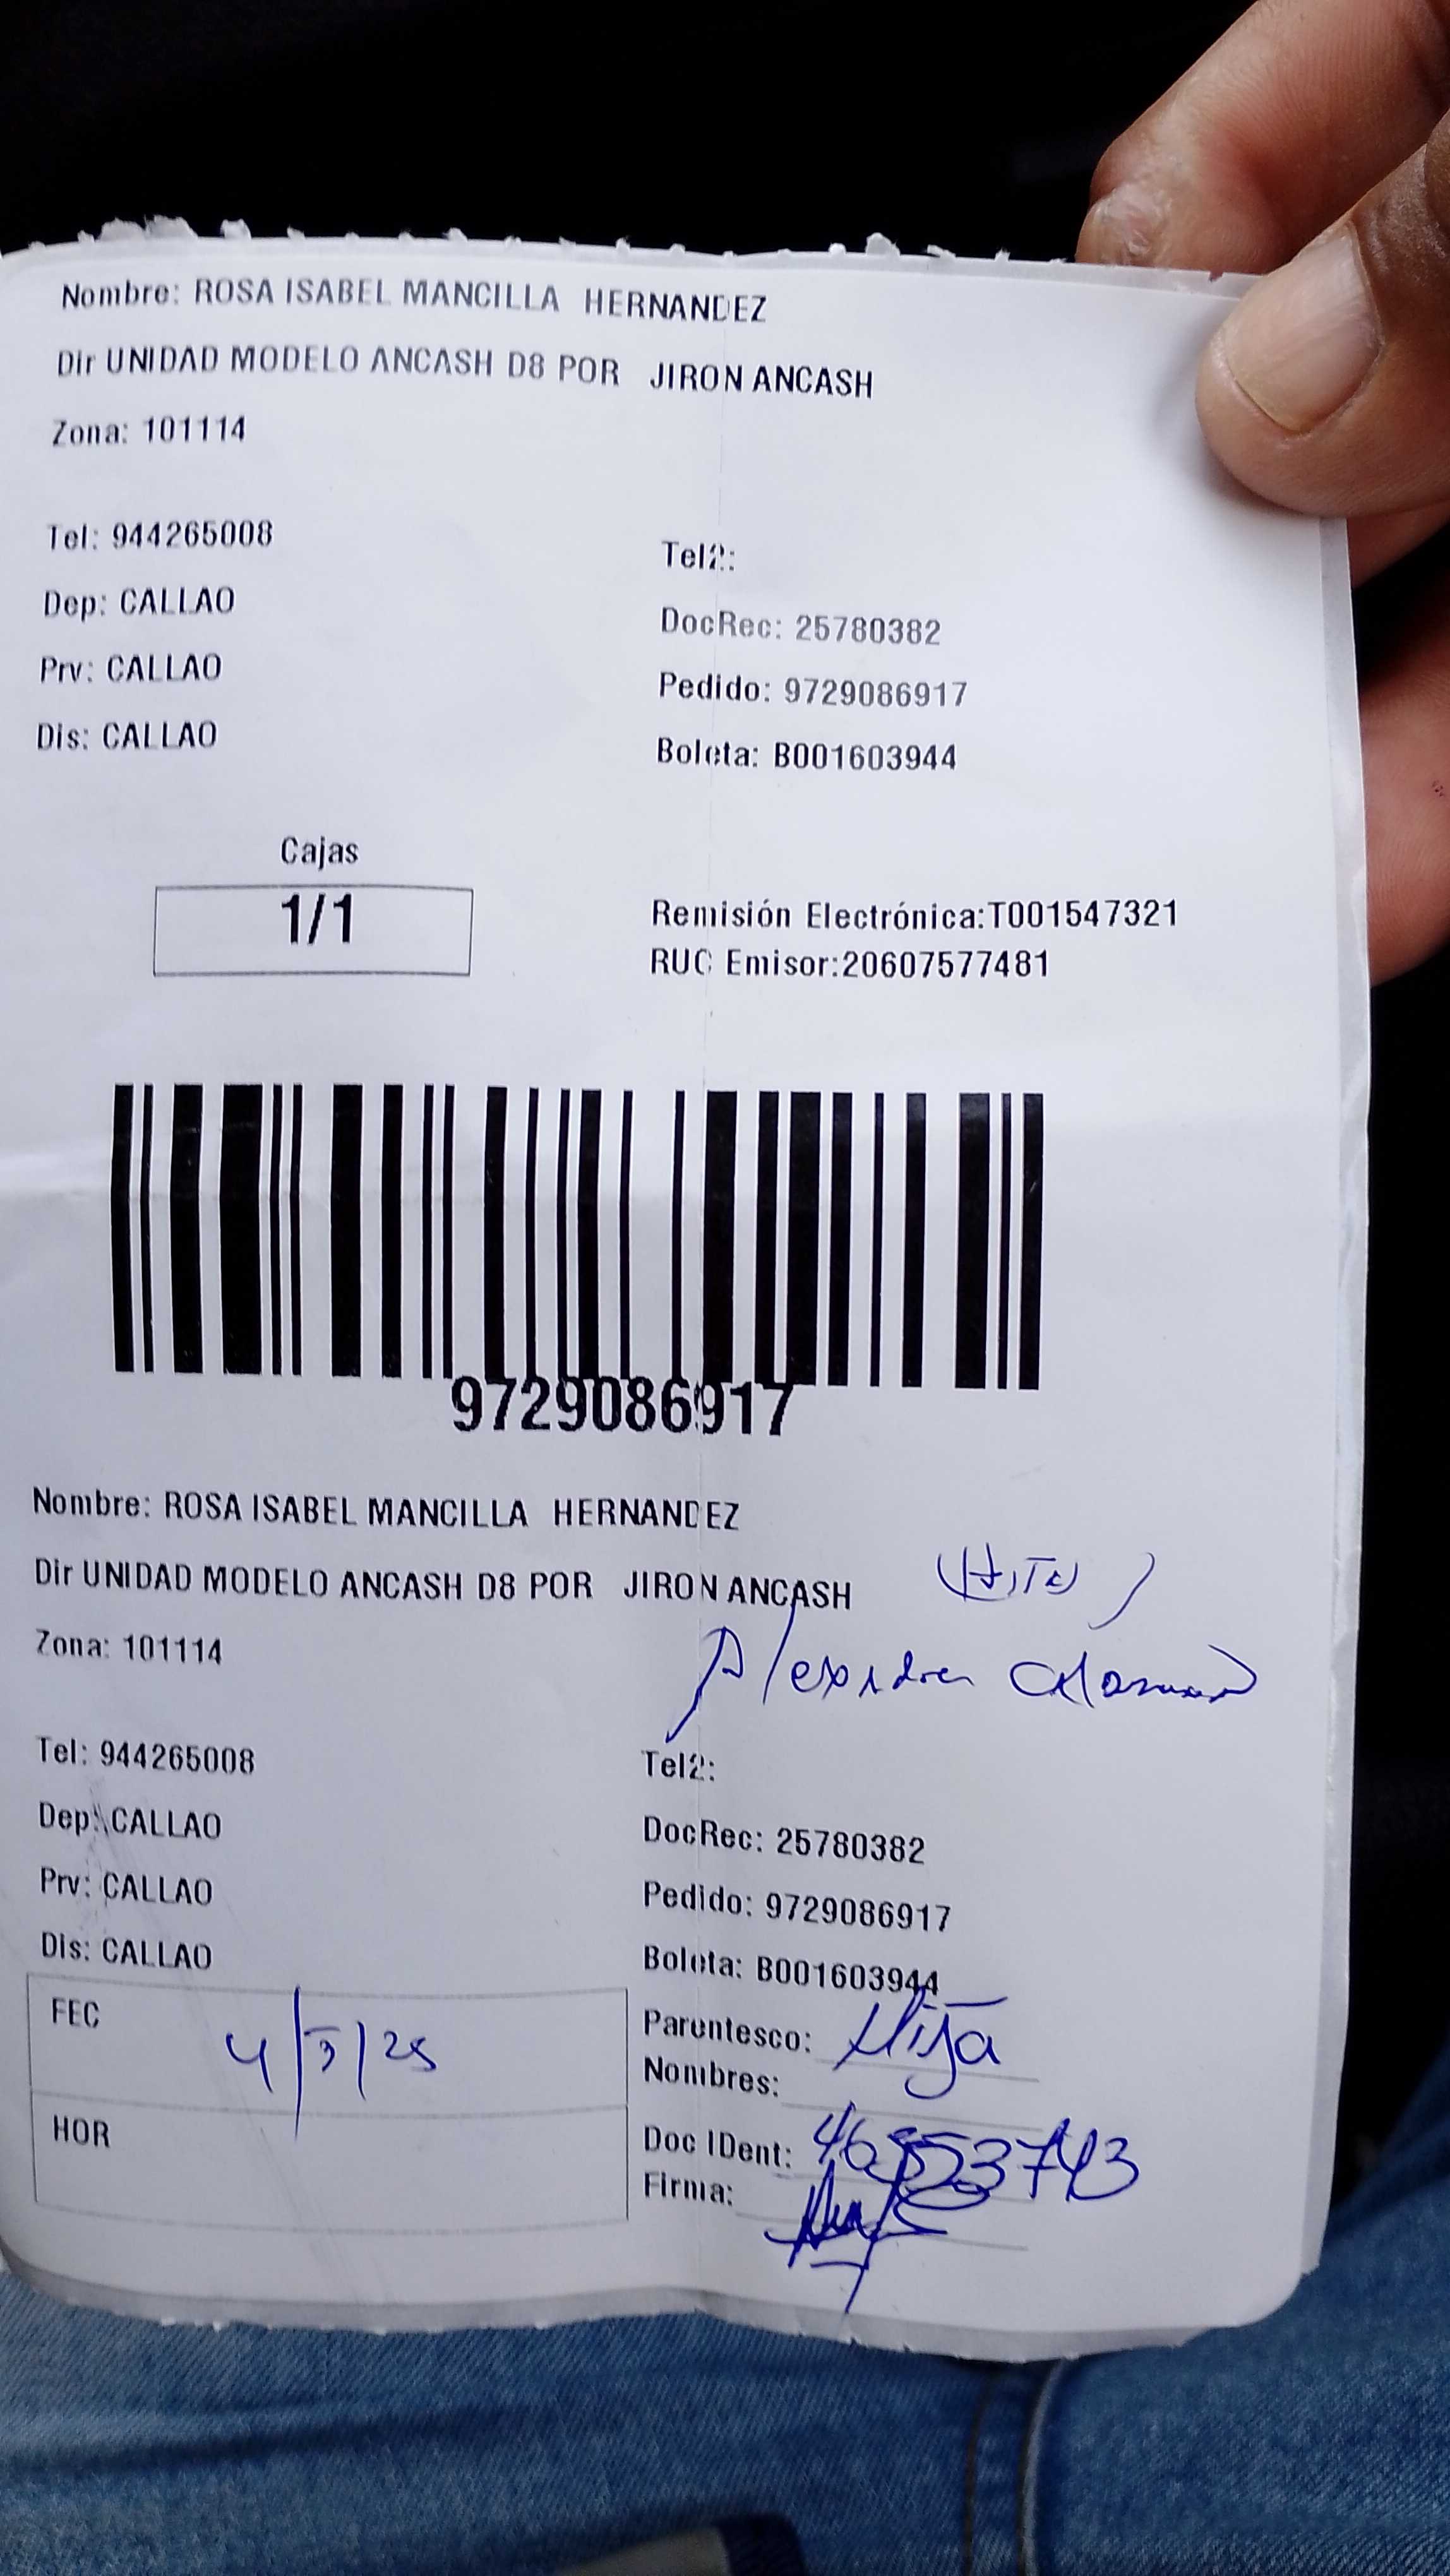 Nombre: ROSA ISABEL MANCILLA HERNANDEZ
Dir UNIDAD MODELO ANCASH D8 POR JIRON ANCASH
Zona: 101114
Tel: 944265008
Tel2:
Dep: CALLAO
DocRec: 25780382
Prv: CALLAO
Pedido: 9729086917
Dis: CALLAO
Boleta: B001603944
Cajas
1/1
Remisión Electrónica:T001547321
RUC Emisor:20607577481
9729086917
Nombre: ROSA ISABEL MANCILLA HERNANDEZ
Dir UNIDAD MODELO ANCASH D8 POR JIRON ANCASH
Zona: 101114
Tel: 944265008
Tel2:
Dep: CALLAO
DocRec: 25780382
Prv: CALLAO
Pedido: 9729086917
Dis: CALLAO
Boleta: B001603944
FEC 4/3/25
Parentesco: Hija
Nombres:
HOR
Doc IDent:
Firma: